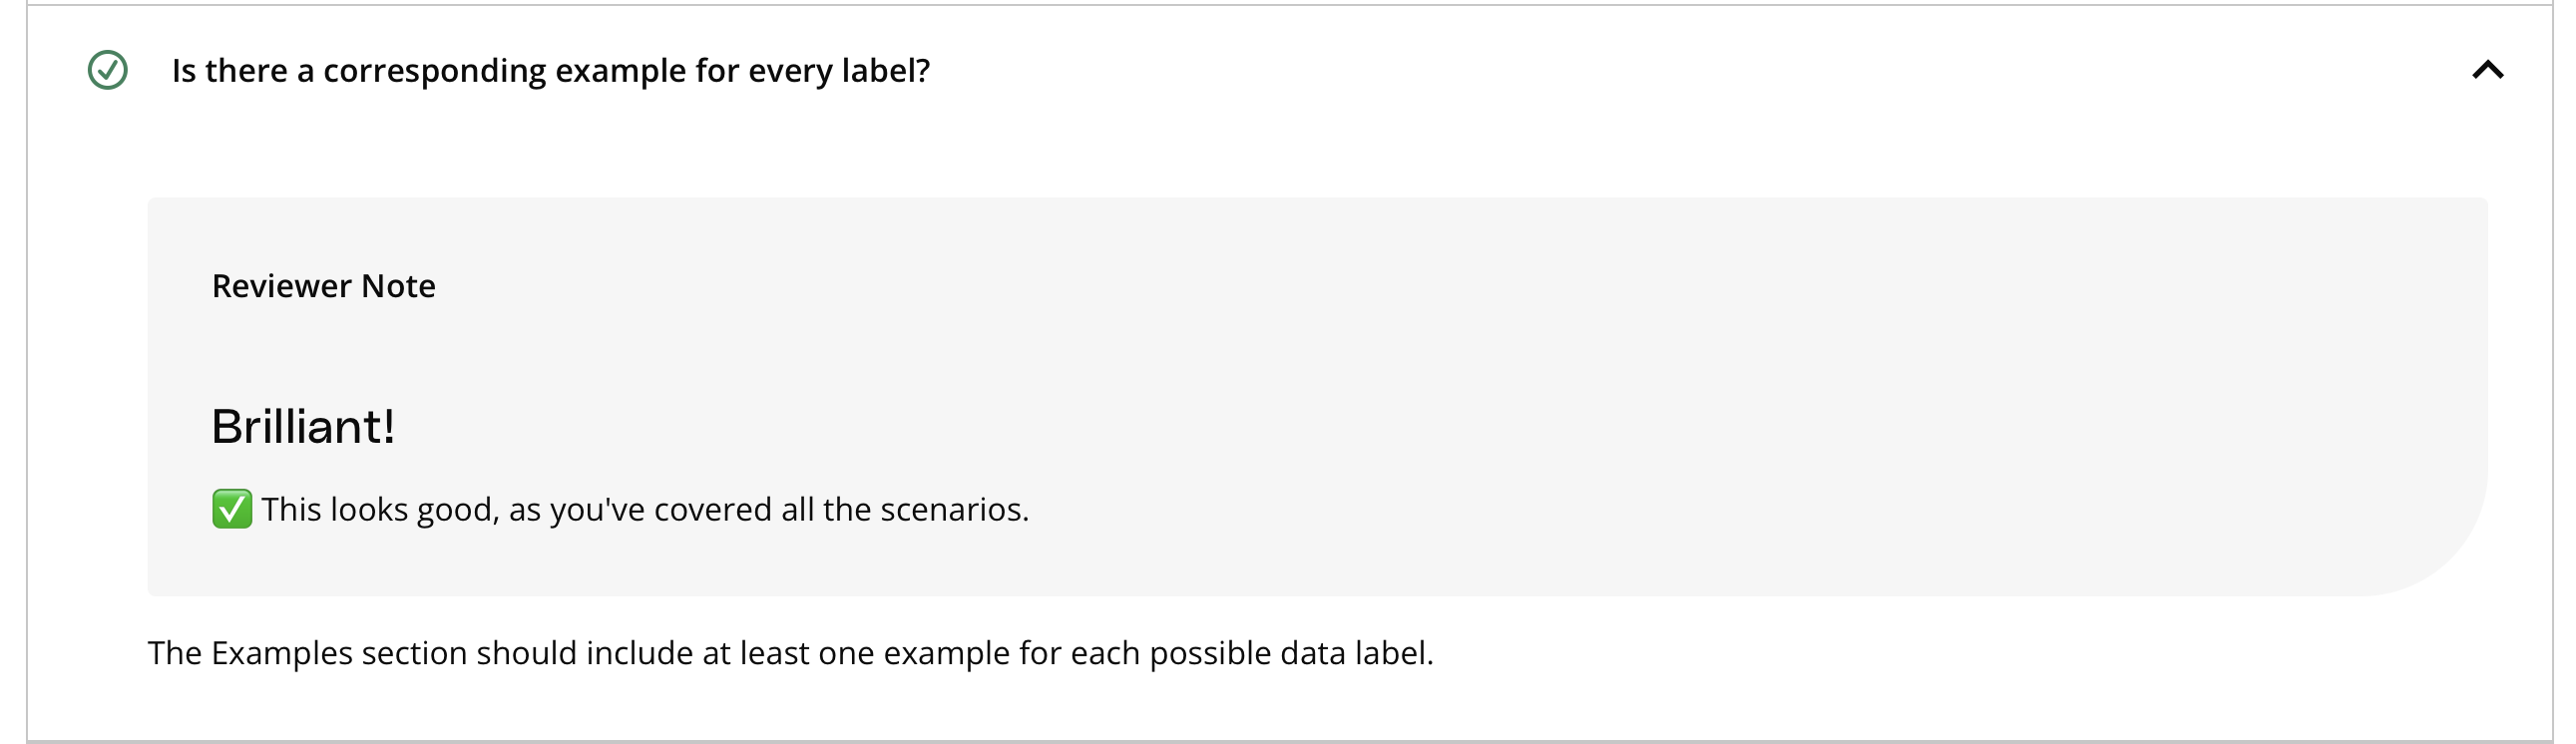 Is there a corresponding example for every label?
Reviewer Note
Brilliant!
✅ This looks good, as you've covered all the scenarios.
The Examples section should include at least one example for each possible data label.